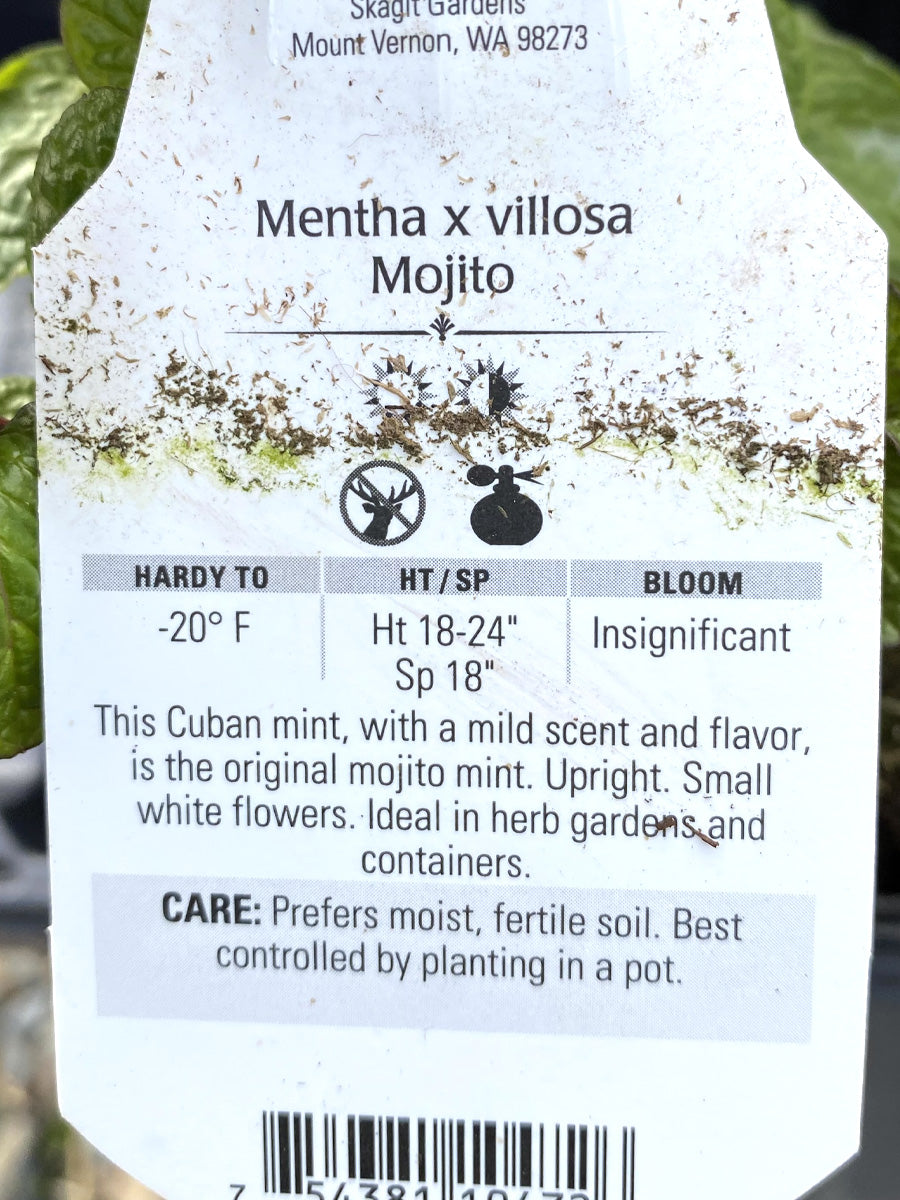 Skagit Gardens
Mount Vernon, WA 98273
Mentha x villosa
Mojito
HARDY TO HT / SP BLOOM
-20° F Ht 18-24" Insignificant
Sp 18"
This Cuban mint, with a mild scent and flavor,
is the original mojito mint. Upright. Small
white flowers. Ideal in herb gardens and
containers.
CARE: Prefers moist, fertile soil. Best
controlled by planting in a pot.